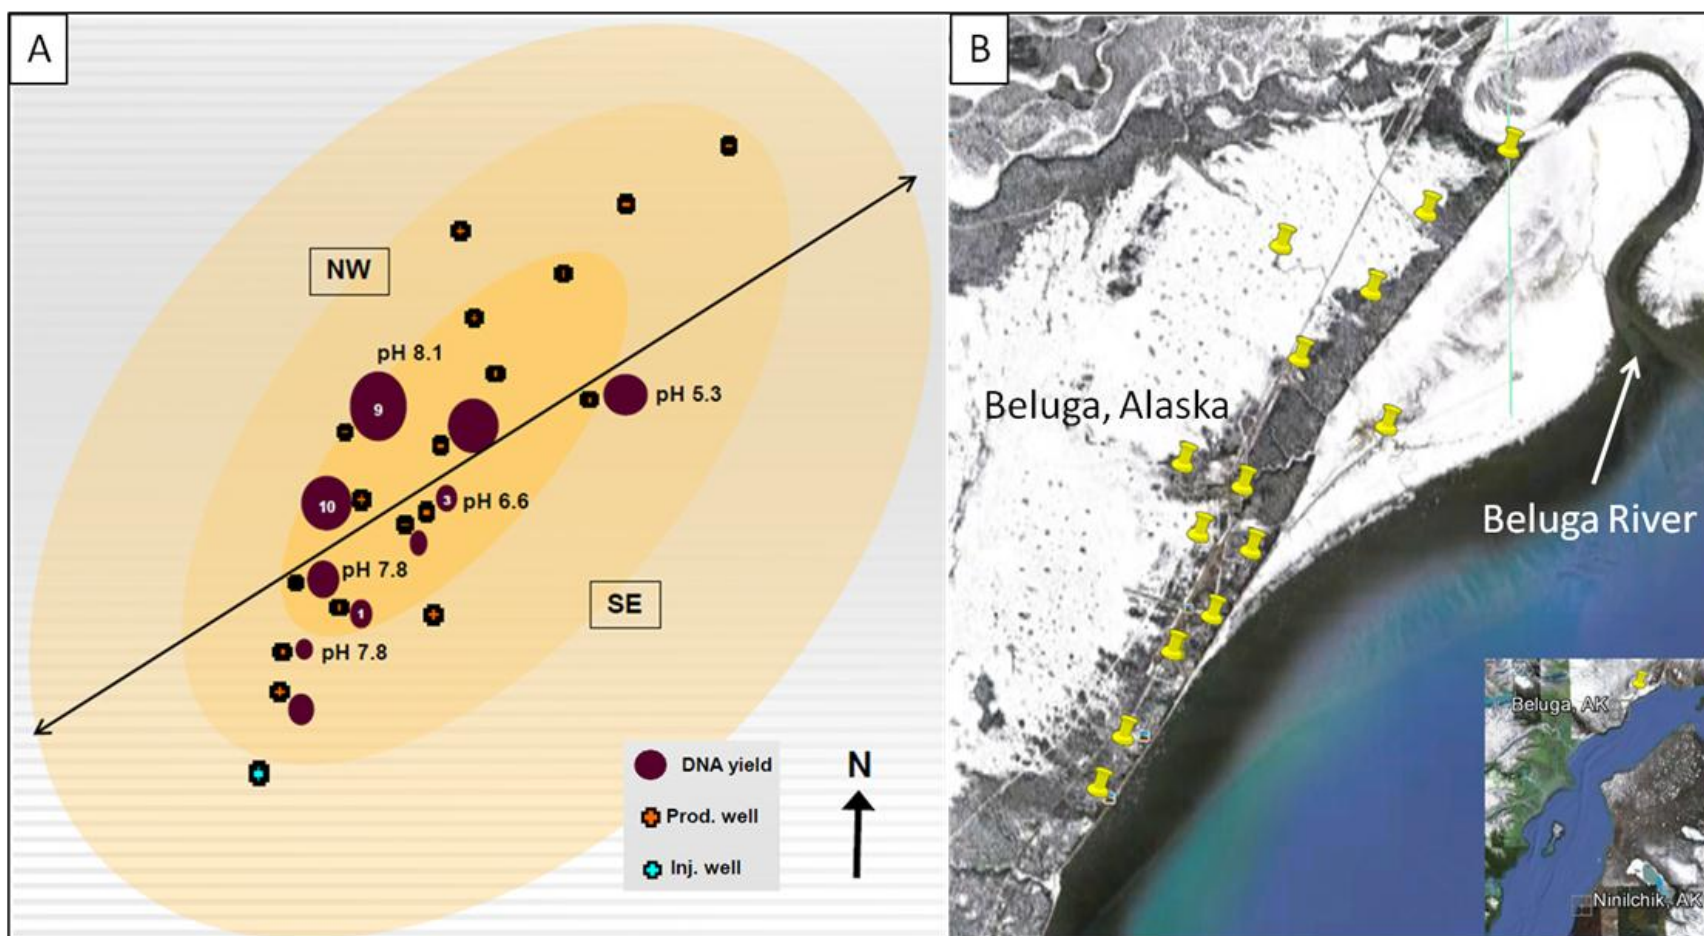 A
NW
pH 8.1
9
pH 5.3
10
3
pH 6.6
pH 7.8
1
SE
pH 7.8
DNA yield
Prod. well
Inj. well
N
B
Beluga, Alaska
Beluga River
Beluga, AK
Ninilchik, AK